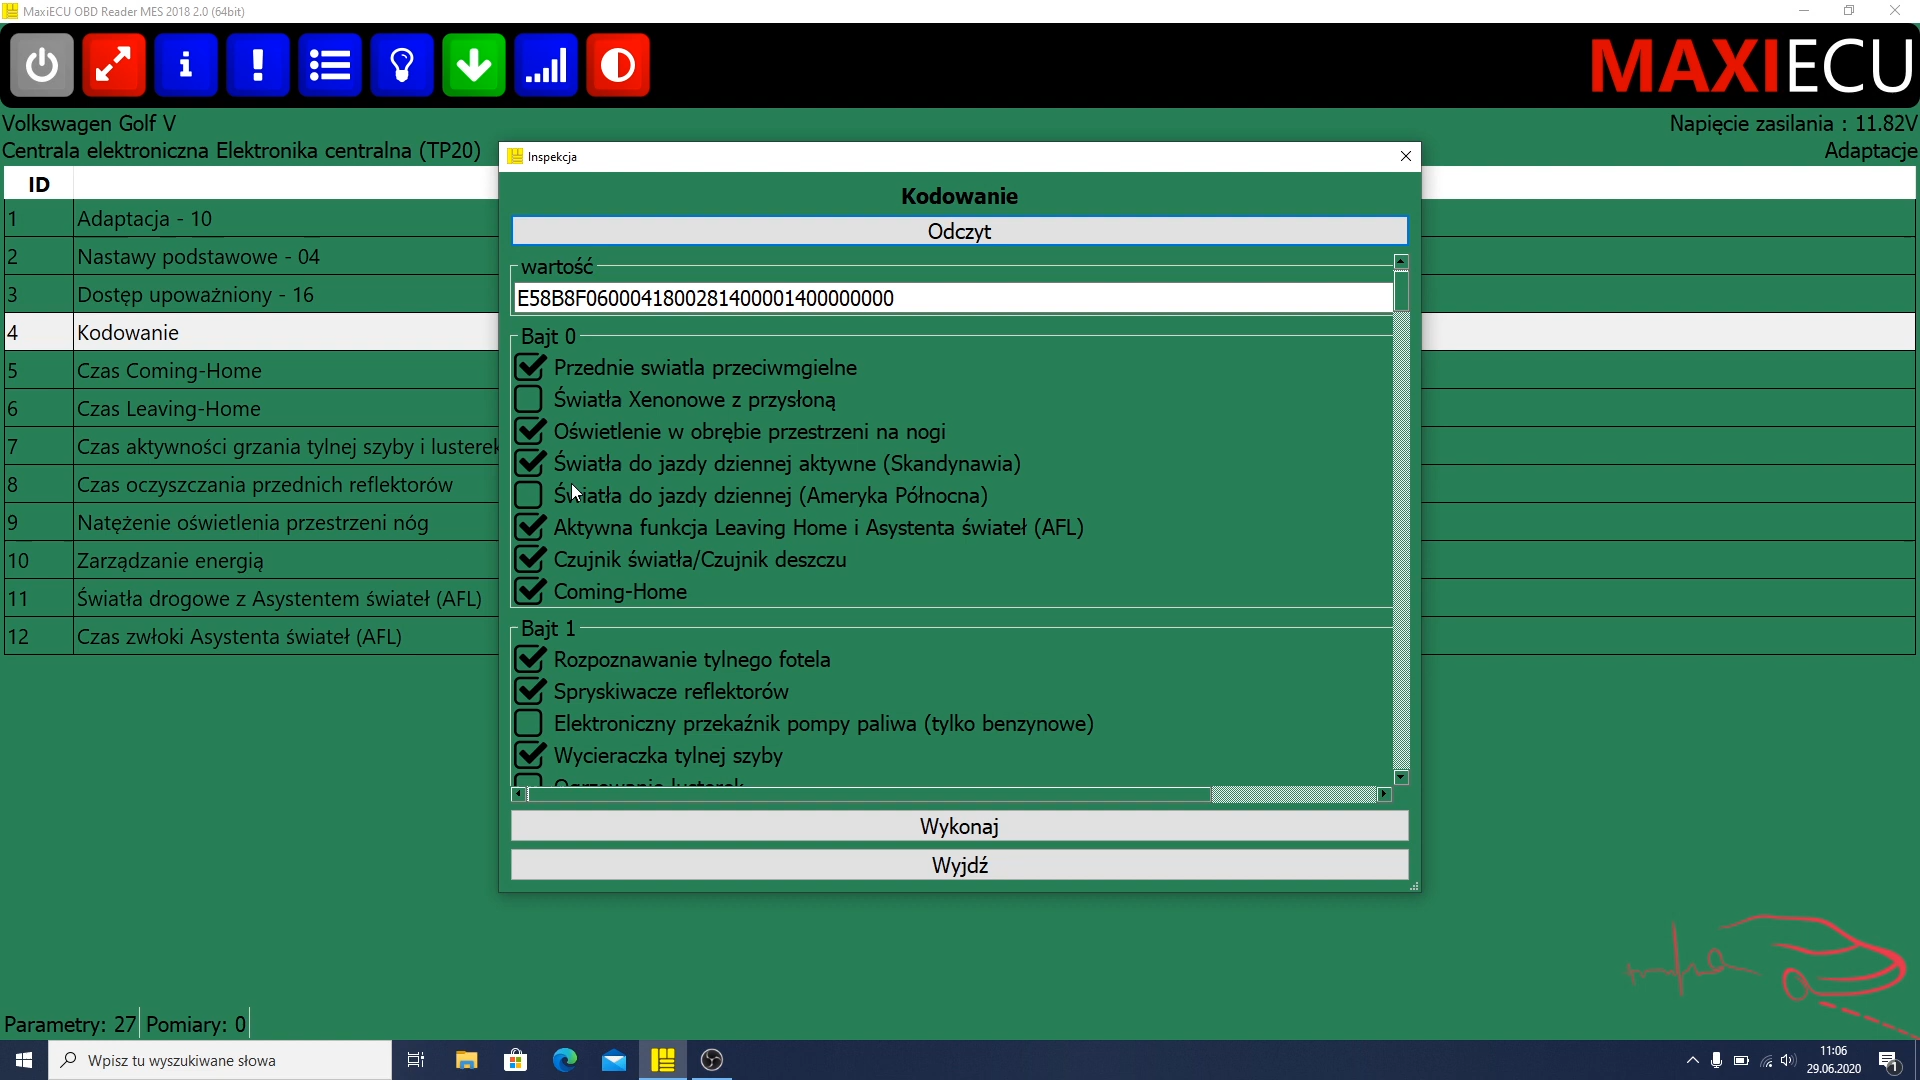 MaxiECU OBD Reader MES 2018 2.0 (64bit)
MAXIECU
Volkswagen Golf V
Napięcie zasilania : 11.82V
Centrala elektroniczna Elektronika centralna (TP20)
Adaptacje
ID
1 Adaptacja - 10
2 Nastawy podstawowe - 04
3 Dostęp upoważniony - 16
4 Kodowanie
5 Czas Coming-Home
6 Czas Leaving-Home
7 Czas aktywności grzania tylnej szyby i lusterek
8 Czas oczyszczania przednich reflektorów
9 Natężenie oświetlenia przestrzeni nóg
10 Zarządzanie energią
11 Światła drogowe z Asystentem świateł (AFL)
12 Czas zwłoki Asystenta świateł (AFL)
Inspekcja
Kodowanie
Odczyt
wartość
E58B8F0600041800281400001400000000
Bajt 0
Przednie swiatla przeciwmgielne
Światła Xenonowe z przysłoną
Oświetlenie w obrębie przestrzeni na nogi
Światła do jazdy dziennej aktywne (Skandynawia)
Światła do jazdy dziennej (Ameryka Północna)
Aktywna funkcja Leaving Home i Asystenta świateł (AFL)
Czujnik światła/Czujnik deszczu
Coming-Home
Bajt 1
Rozpoznawanie tylnego fotela
Spryskiwacze reflektorów
Elektroniczny przekaźnik pompy paliwa (tylko benzynowe)
Wycieraczka tylnej szyby
Ogrzewanie lusterek
Wykonaj
Wyjdź
Parametry: 27 Pomiary: 0
Wpisz tu wyszukiwane słowa
11:06
29.06.2020
1